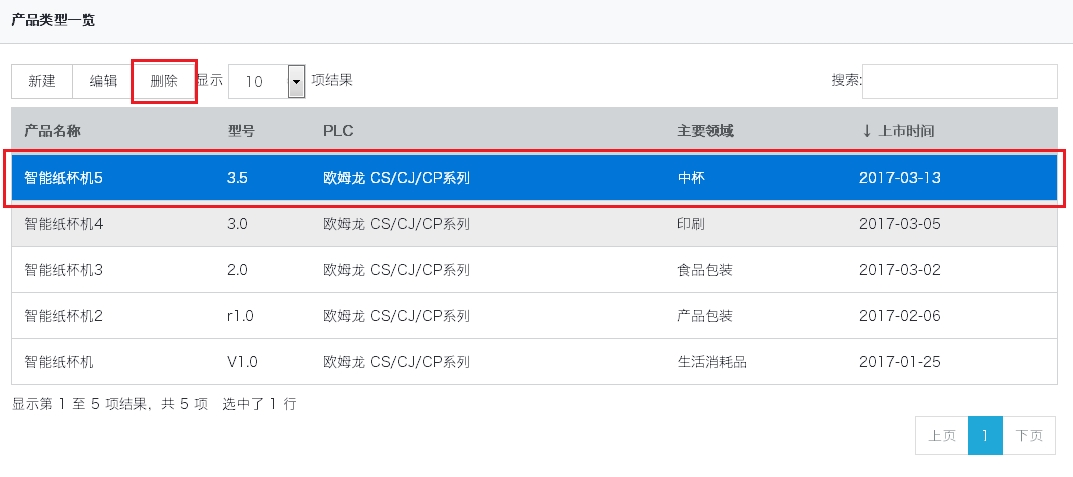 产品类型一览
新建 编辑 删除 显示 10 项结果 搜索:
产品名称 型号 PLC 主要领域 ↓ 上市时间
智能纸杯机5 3.5 欧姆龙 CS/CJ/CP系列 中杯 2017-03-13
智能纸杯机4 3.0 欧姆龙 CS/CJ/CP系列 印刷 2017-03-05
智能纸杯机3 2.0 欧姆龙 CS/CJ/CP系列 食品包装 2017-03-02
智能纸杯机2 r1.0 欧姆龙 CS/CJ/CP系列 产品包装 2017-02-06
智能纸杯机 V1.0 欧姆龙 CS/CJ/CP系列 生活消耗品 2017-01-25
显示第 1 至 5 项结果，共 5 项 选中了 1 行
上页 1 下页